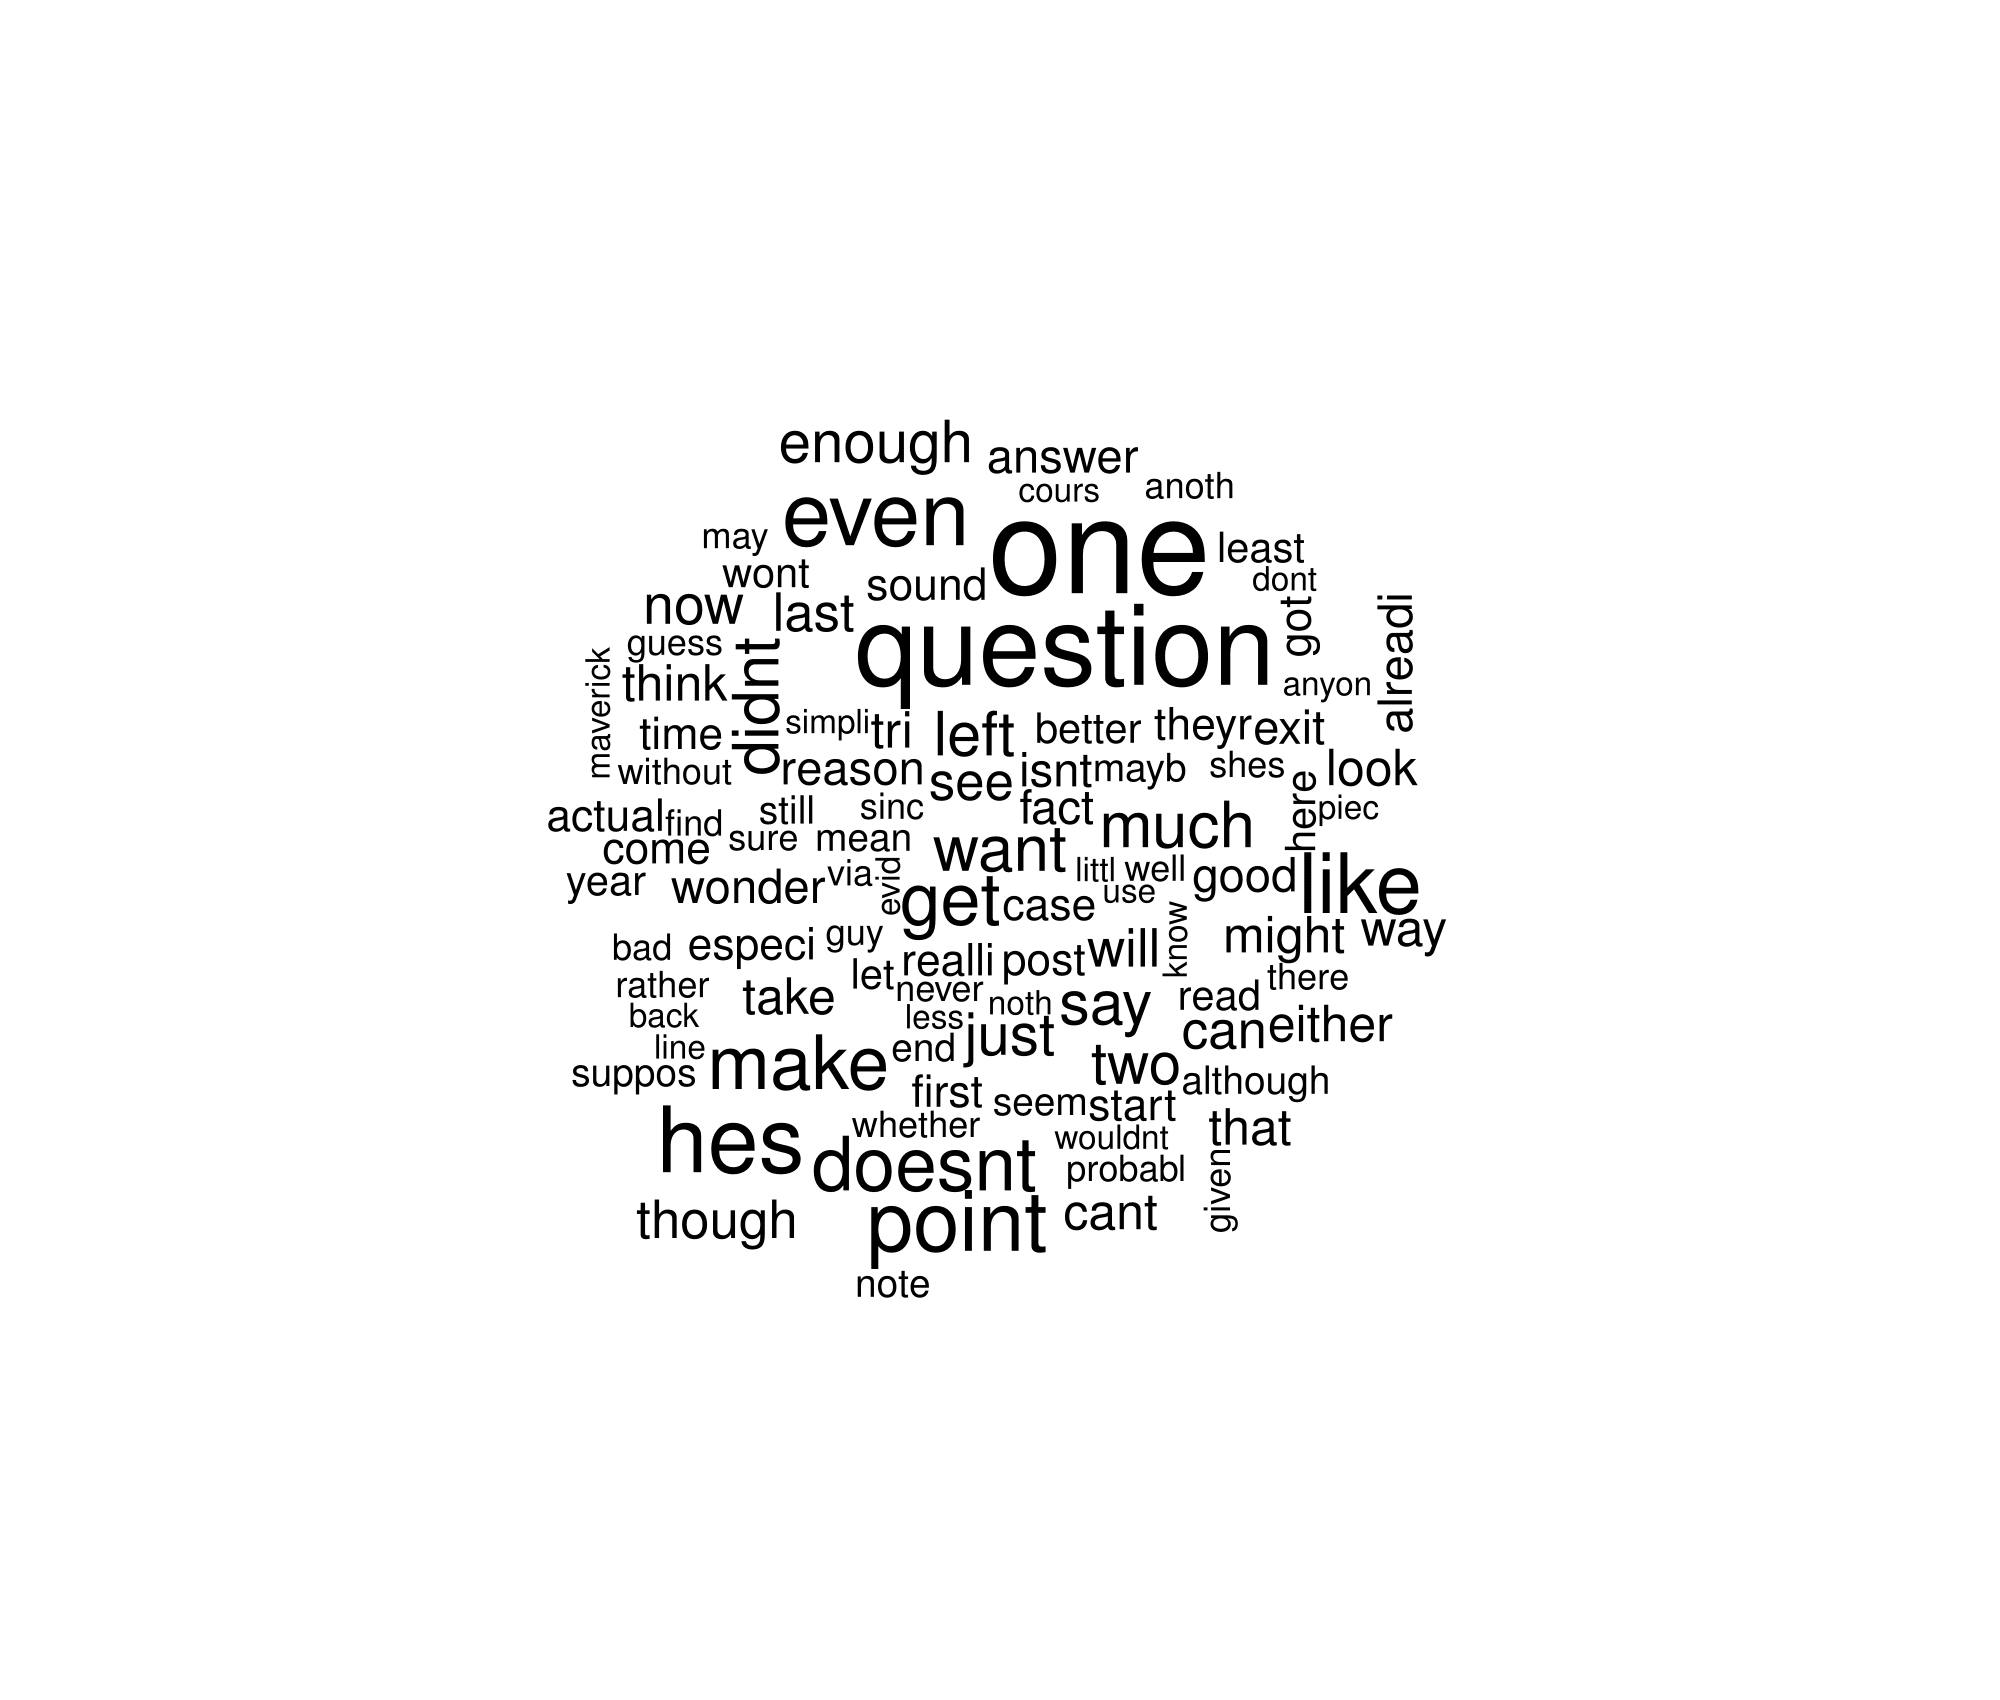 enough answer
cours anoth
even one
may least
wont sound dont
now last got alreadi
guess question
maverick think didnt anyon
time simpli tri left better theyr exit
without reason see isnt mayb shes here look
actual find still sinc fact much piec
come sure mean want
year wonder via evid get case littl well use good like
bad especi guy might way
rather take let realli post will know there
back never noth say read
line less just can either
suppos make end two although
first seem start
hes whether wouldnt that
doesnt probabl given
though point cant
note